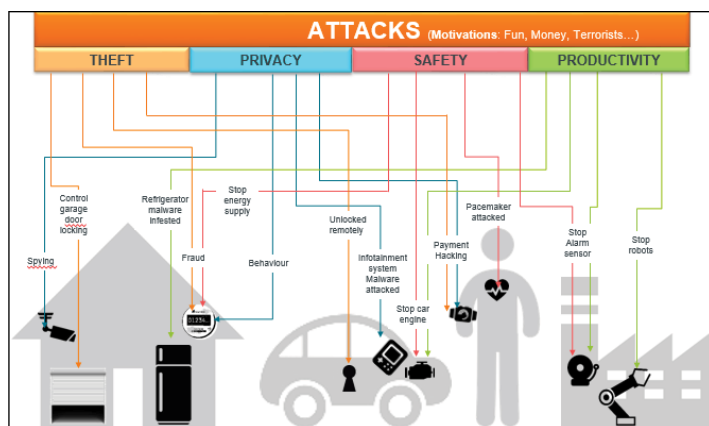 ATTACKS (Motivations: Fun, Money, Terrorists…)
THEFT
PRIVACY
SAFETY
PRODUCTIVITY
Control
garage
door
locking
Refrigerator
malware
infested
Stop
energy
supply
Unlocked
remotely
Pacemaker
attacked
Spying
Fraud
Behaviour
Infotainment
system
Malware
attacked
Payment
Hacking
Stop
Alarm
sensor
Stop
robots
Stop car
engine